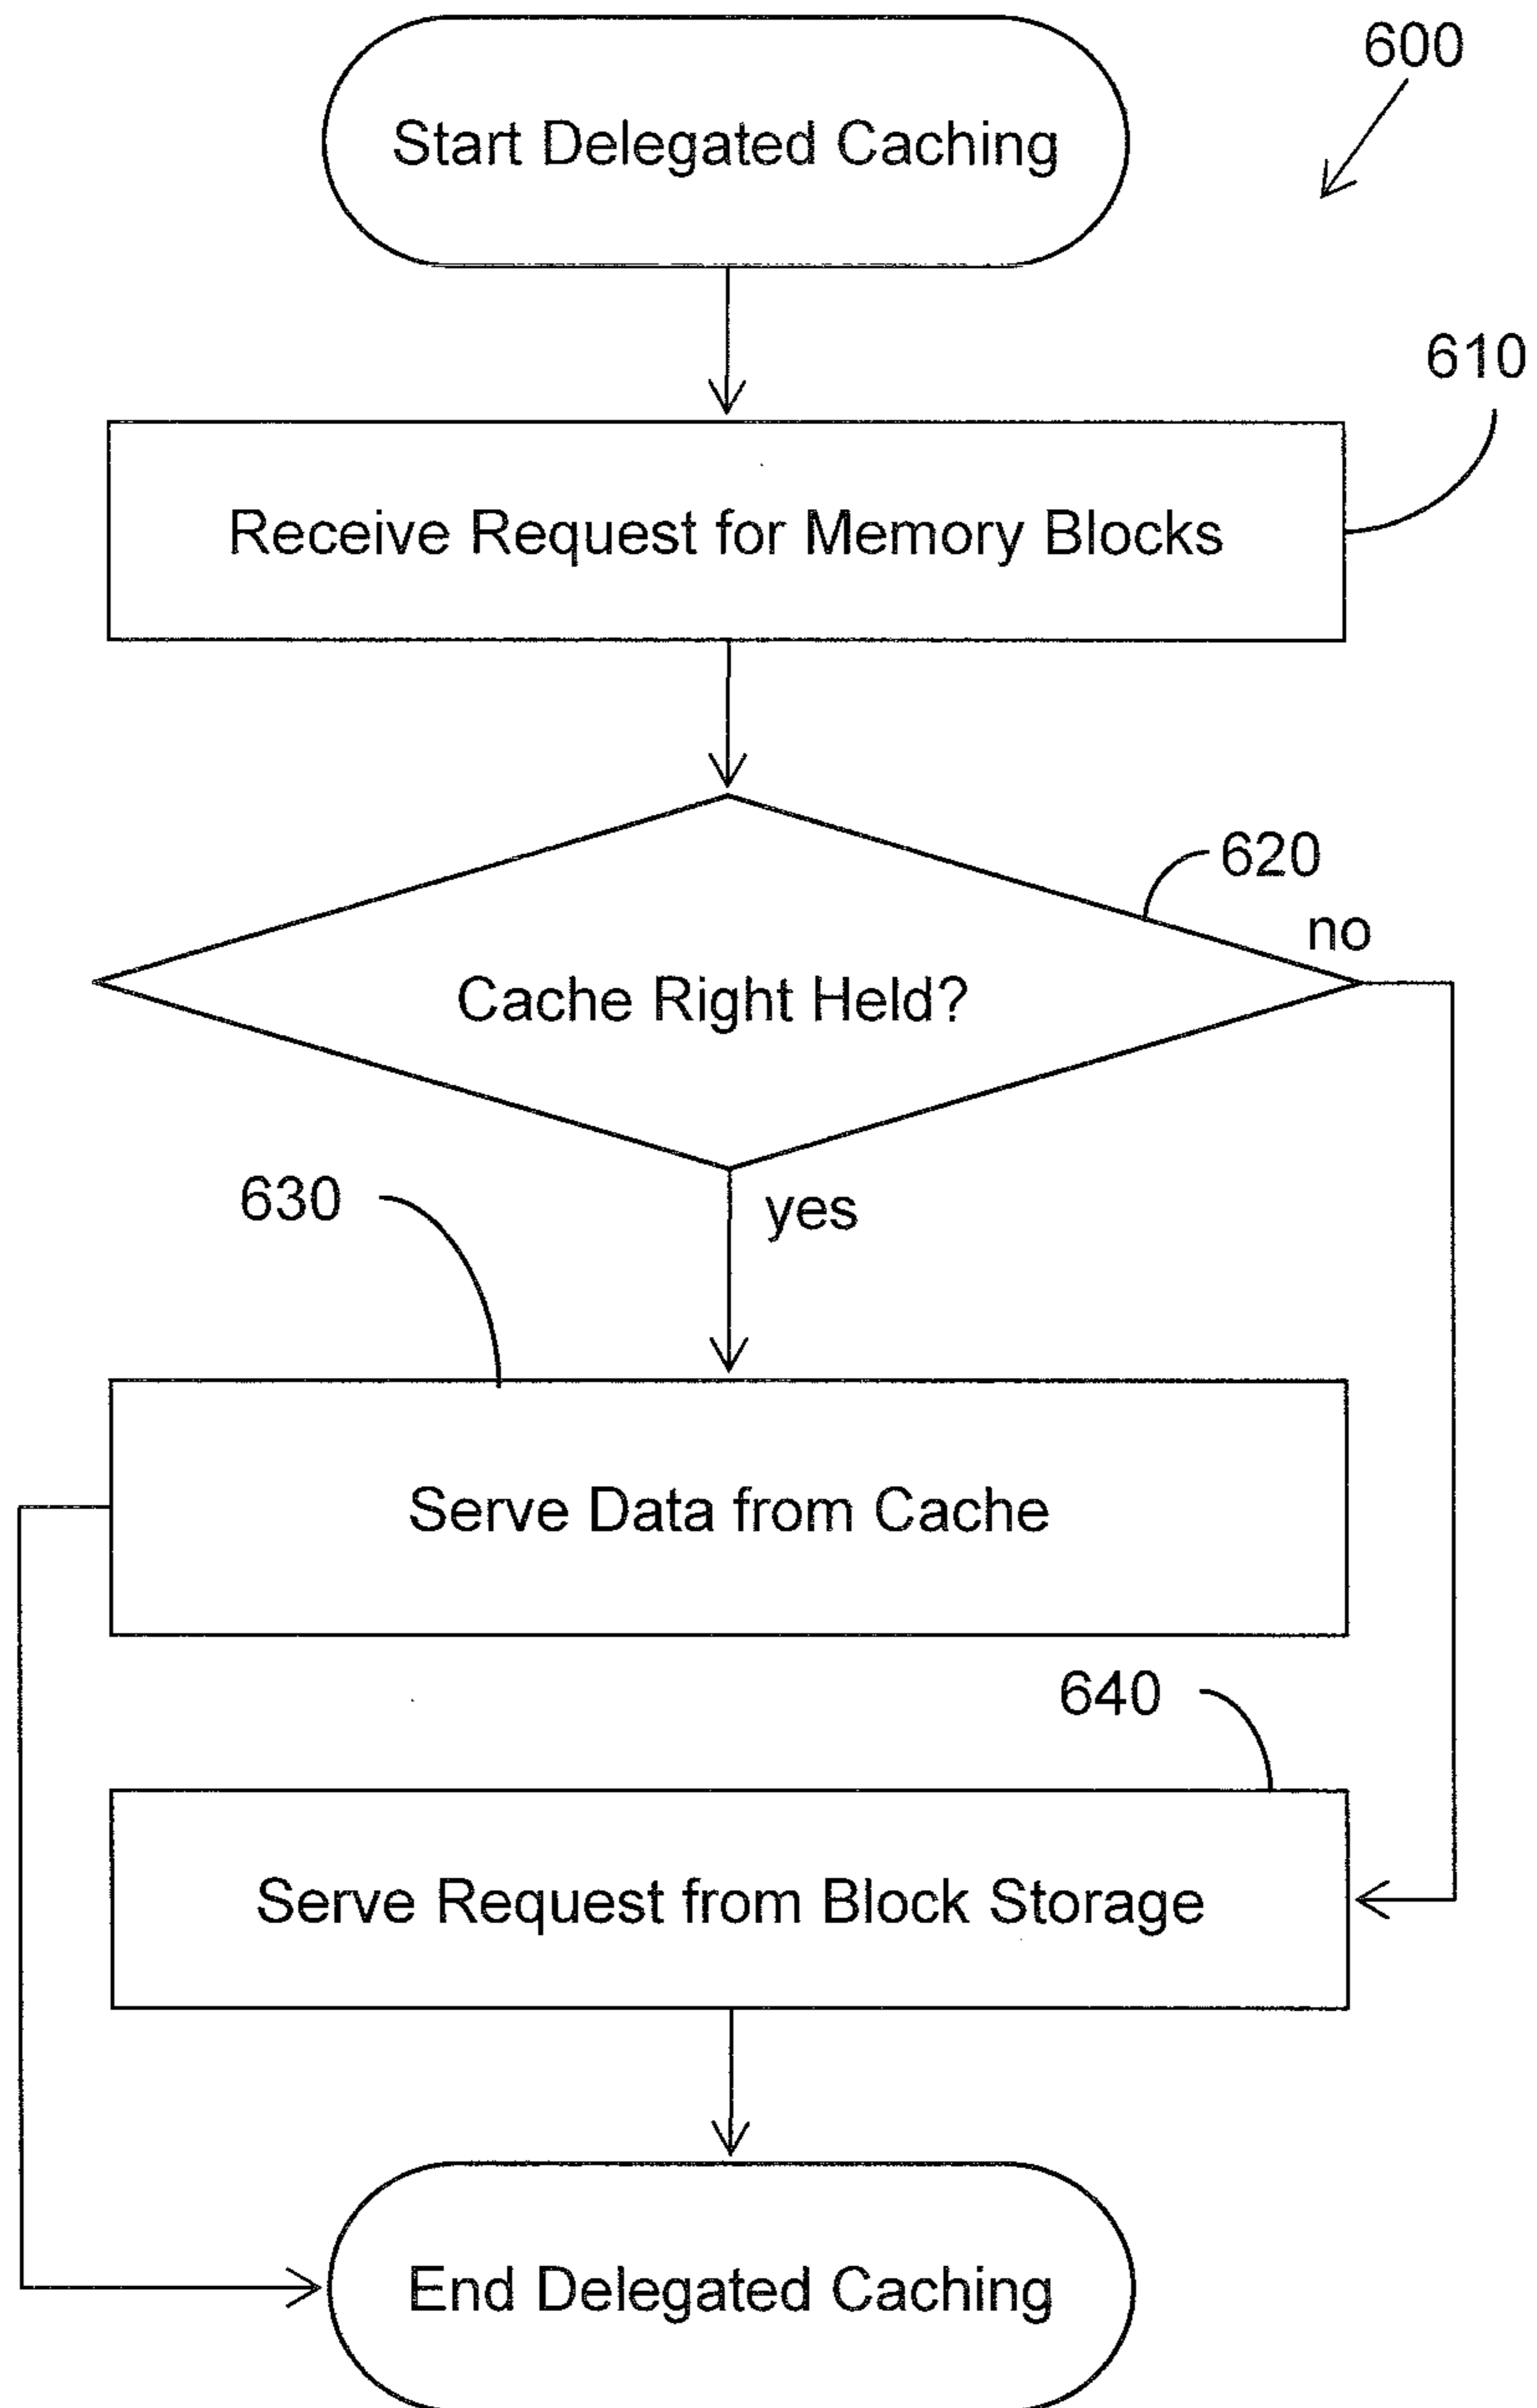 600
Start Delegated Caching
610
Receive Request for Memory Blocks
620
no
Cache Right Held?
yes
630
Serve Data from Cache
640
Serve Request from Block Storage
End Delegated Caching